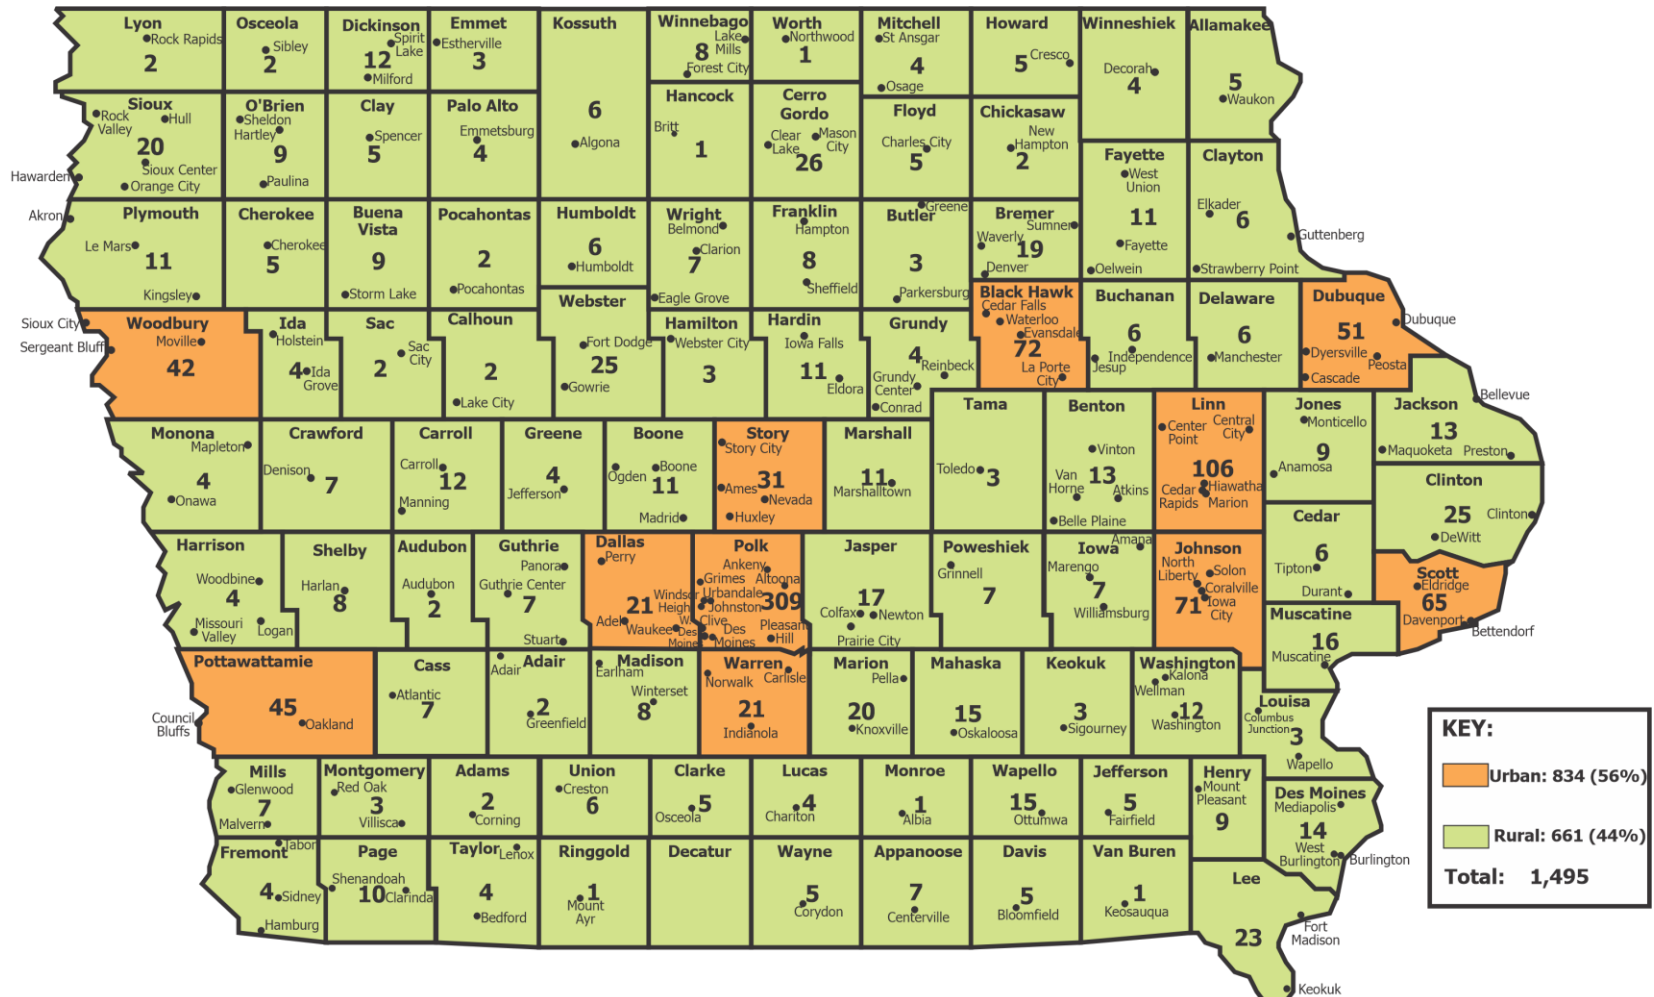 Lyon
Rock Rapids
2
Osceola
Sibley
2
Dickinson
Spirit
Lake
12
Milford
Emmet
Estherville
3
Kossuth
6
Algona
Winnebago
Lake
Mills
8
Forest City
Worth
Northwood
1
Mitchell
St Ansgar
4
Osage
Howard
5
Cresco
Winneshiek
Decorah
4
Allamakee
5
Waukon
Sioux
Rock
Valley
Hull
20
Sioux Center
Orange City
Hawarden
O'Brien
Sheldon
Hartley
9
Paulina
Clay
Spencer
5
Palo Alto
Emmetsburg
4
Hancock
Britt
1
Cerro
Gordo
Clear
Lake
Mason
City
26
Floyd
Charles City
5
Chickasaw
New
Hampton
2
Fayette
West
Union
11
Fayette
Oelwein
Clayton
Elkader
6
Guttenberg
Strawberry Point
Akron
Plymouth
Le Mars
11
Kingsley
Cherokee
Cherokee
5
Buena
Vista
9
Storm Lake
Pocahontas
2
Pocahontas
Humboldt
6
Humboldt
Wright
Belmond
Clarion
7
Eagle Grove
Franklin
Hampton
8
Sheffield
Butler
Greene
3
Parkersburg
Bremer
Sumner
Waverly
19
Denver
Sioux City
Sergeant Bluff
Woodbury
Moville
42
Ida
Holstein
4
Ida
Grove
Sac
2
Sac
City
Calhoun
2
Lake City
Webster
Fort Dodge
25
Gowrie
Hamilton
Webster City
3
Hardin
Iowa Falls
11
Eldora
Grundy
4
Reinbeck
Grundy
Center
Conrad
Black Hawk
Cedar Falls
Waterloo
Evansdale
72
La Porte
City
Buchanan
6
Independence
Jesup
Delaware
6
Manchester
Dubuque
Dubuque
51
Dyersville
Peosta
Cascade
Monona
Mapleton
4
Onawa
Crawford
Denison
7
Carroll
Carroll
12
Manning
Greene
4
Jefferson
Boone
Ogden
Boone
11
Madrid
Story
Story City
31
Ames
Nevada
Huxley
Marshall
11
Marshalltown
Tama
Toledo
3
Benton
Vinton
Van
Horne
13
Atkins
Belle Plaine
Linn
Center
Point
Central
City
106
Hiawatha
Cedar
Rapids
Marion
Jones
Monticello
9
Anamosa
Jackson
Bellevue
13
Maquoketa
Preston
Clinton
25
Clinton
DeWitt
Harrison
Woodbine
4
Missouri
Valley
Logan
Shelby
Harlan
8
Audubon
Audubon
2
Guthrie
Panora
Guthrie Center
7
Stuart
Dallas
Perry
21
Adel
Waukee
Polk
Ankeny
Grimes
Altoona
Urbandale
Windsor
Height
Johnston
309
Clive
W.
Des
Moine
Des
Moines
Pleasant
Hill
Jasper
17
Colfax
Newton
Prairie City
Poweshiek
Grinnell
7
Iowa
Amana
Marengo
7
Williamsburg
Johnson
North
Liberty
Solon
Coralville
71
Iowa
City
Cedar
6
Tipton
Durant
Scott
Eldridge
65
Davenport
Bettendorf
Muscatine
16
Muscatine
Pottawattamie
45
Oakland
Council
Bluffs
Cass
Atlantic
7
Adair
Adair
2
Greenfield
Madison
Earlham
Winterset
8
Warren
Carlisle
Norwalk
21
Indianola
Marion
Pella
20
Knoxville
Mahaska
15
Oskaloosa
Keokuk
3
Sigourney
Washington
Kalona
Wellman
12
Washington
Louisa
Columbus
Junction
3
Wapello
Mills
Glenwood
7
Malvern
Montgomery
Red Oak
3
Villisca
Adams
2
Corning
Union
Creston
6
Clarke
5
Osceola
Lucas
4
Chariton
Monroe
1
Albia
Wapello
15
Ottumwa
Jefferson
5
Fairfield
Henry
Mount
Pleasant
9
Des Moines
Mediapolis
14
West
Burlington
Burlington
Fremont
Tabor
4
Sidney
Hamburg
Page
Shenandoah
10
Clarinda
Taylor
Lenox
4
Bedford
Ringgold
1
Mount
Ayr
Decatur
Wayne
5
Corydon
Appanoose
7
Centerville
Davis
5
Bloomfield
Van Buren
1
Keosauqua
Lee
23
Fort
Madison
Keokuk
KEY:
Urban: 834 (56%)
Rural: 661 (44%)
Total: 1,495